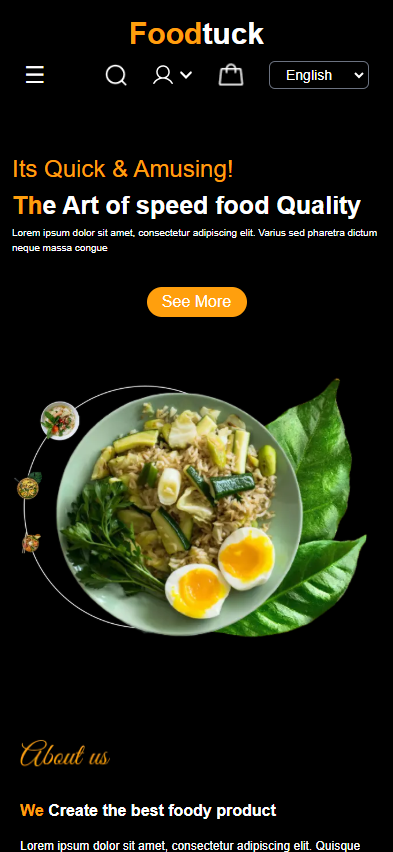 Foodtuck
English
Its Quick & Amusing!
The Art of speed food Quality
Lorem ipsum dolor sit amet, consectetur adipiscing elit. Varius sed pharetra dictum
neque massa congue
See More
About us
We Create the best foody product
Lorem ipsum dolor sit amet, consectetur adipiscing elit. Quisque